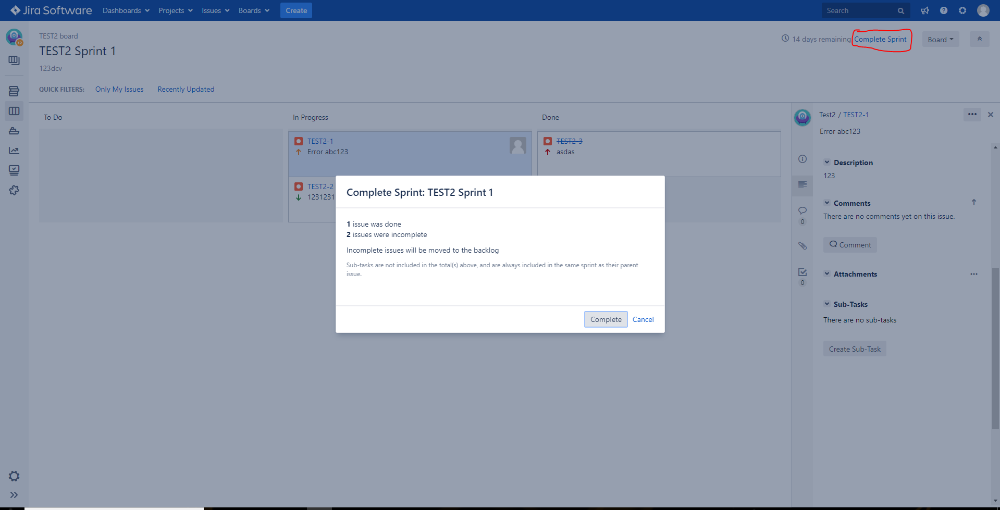 Jira Software Dashboards Projects Issues Boards Create Search
TEST2 board
TEST2 Sprint 1
123dcv
14 days remaining Complete Sprint Board
QUICK FILTERS: Only My Issues Recently Updated
To Do In Progress Done
TEST2-1
Error abc123
TEST2-2
1231231
TEST2-3
asdas
Complete Sprint: TEST2 Sprint 1
1 issue was done
2 issues were incomplete
Incomplete issues will be moved to the backlog
Sub-tasks are not included in the total(s) above, and are always included in the same sprint as their parent
issue.
Complete Cancel
Test2 / TEST2-1
Error abc123
Description
123
Comments
There are no comments yet on this issue.
0
Comment
Attachments
0
Sub-Tasks
There are no sub-tasks
Create Sub-Task